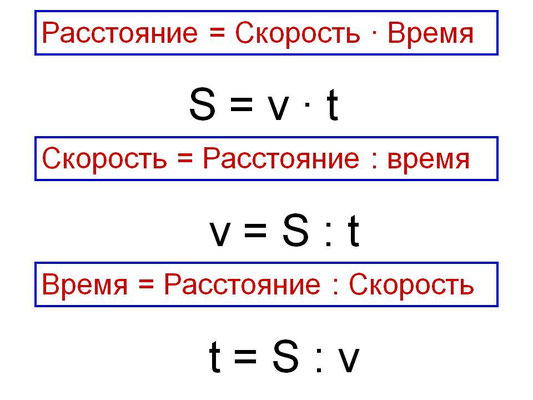 Расстояние = Скорость · Время
S = v · t
Скорость = Расстояние : время
v = S : t
Время = Расстояние : Скорость
t = S : v